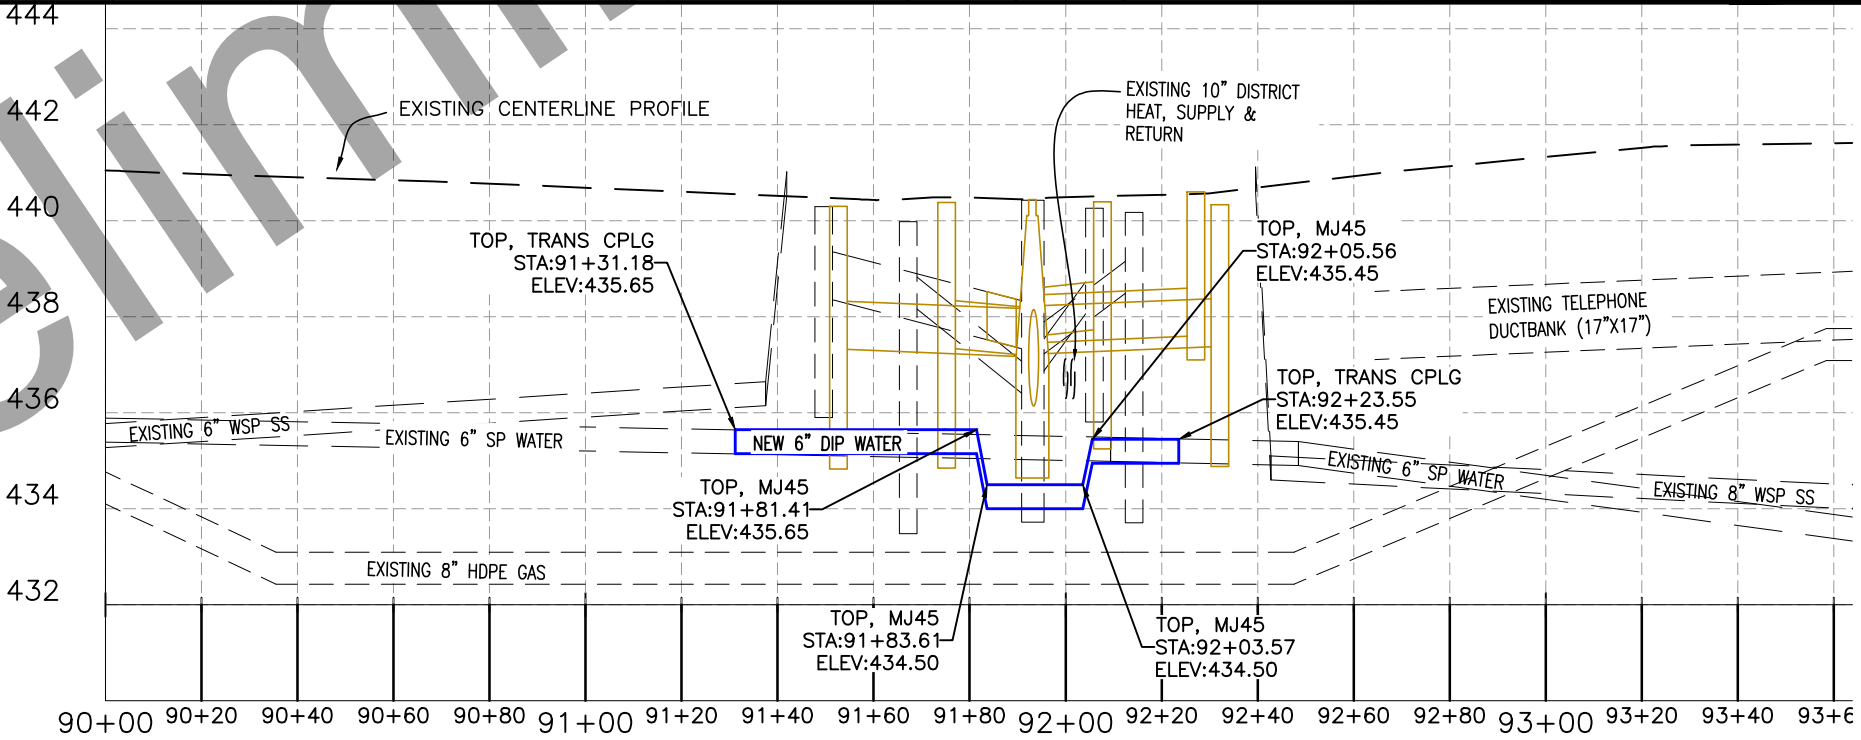 elim
444
442
440
438
436
434
432
EXISTING CENTERLINE PROFILE
EXISTING 10" DISTRICT
HEAT, SUPPLY &
RETURN
TOP, TRANS CPLG
STA:91+31.18
ELEV:435.65
TOP, MJ45
STA:92+05.56
ELEV:435.45
EXISTING TELEPHONE
DUCTBANK (17"X17")
TOP, TRANS CPLG
STA:92+23.55
ELEV:435.45
EXISTING 6" WSP SS
EXISTING 6" SP WATER
NEW 6" DIP WATER
EXISTING 6" SP WATER
EXISTING 8" WSP SS
TOP, MJ45
STA:91+81.41
ELEV:435.65
EXISTING 8" HDPE GAS
TOP, MJ45
STA:91+83.61
ELEV:434.50
TOP, MJ45
STA:92+03.57
ELEV:434.50
90+00 90+20 90+40 90+60 90+80 91+00 91+20 91+40 91+60 91+80 92+00 92+20 92+40 92+60 92+80 93+00 93+20 93+40 93+6